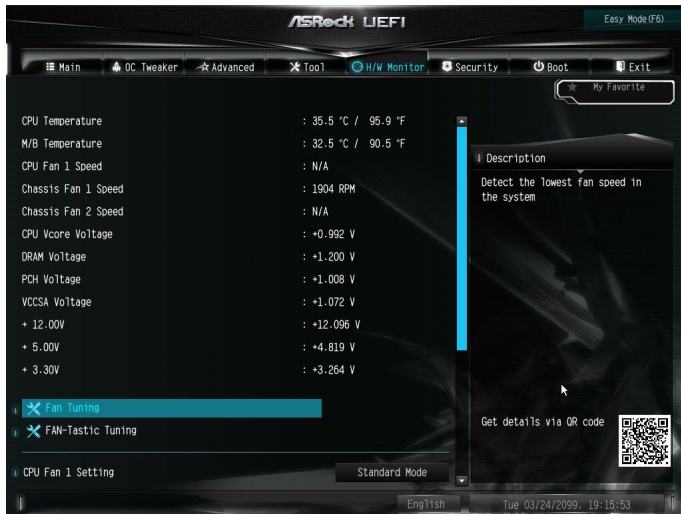 ASRock UEFI
Easy Mode(F6)
Main
OC Tweaker
Advanced
Tool
H/W Monitor
Security
Boot
Exit
My Favorite
CPU Temperature : 35.5 °C / 95.9 °F
M/B Temperature : 32.5 °C / 90.5 °F
CPU Fan 1 Speed : N/A
Chassis Fan 1 Speed : 1904 RPM
Chassis Fan 2 Speed : N/A
CPU Vcore Voltage : +0.992 V
DRAM Voltage : +1.200 V
PCH Voltage : +1.008 V
VCCSA Voltage : +1.072 V
+ 12.00V : +12.096 V
+ 5.00V : +4.819 V
+ 3.30V : +3.264 V
Fan Tuning
FAN-Tastic Tuning
CPU Fan 1 Setting Standard Mode
Description
Detect the lowest fan speed in
the system
Get details via QR code
English
Tue 03/24/2099. 19:15:53